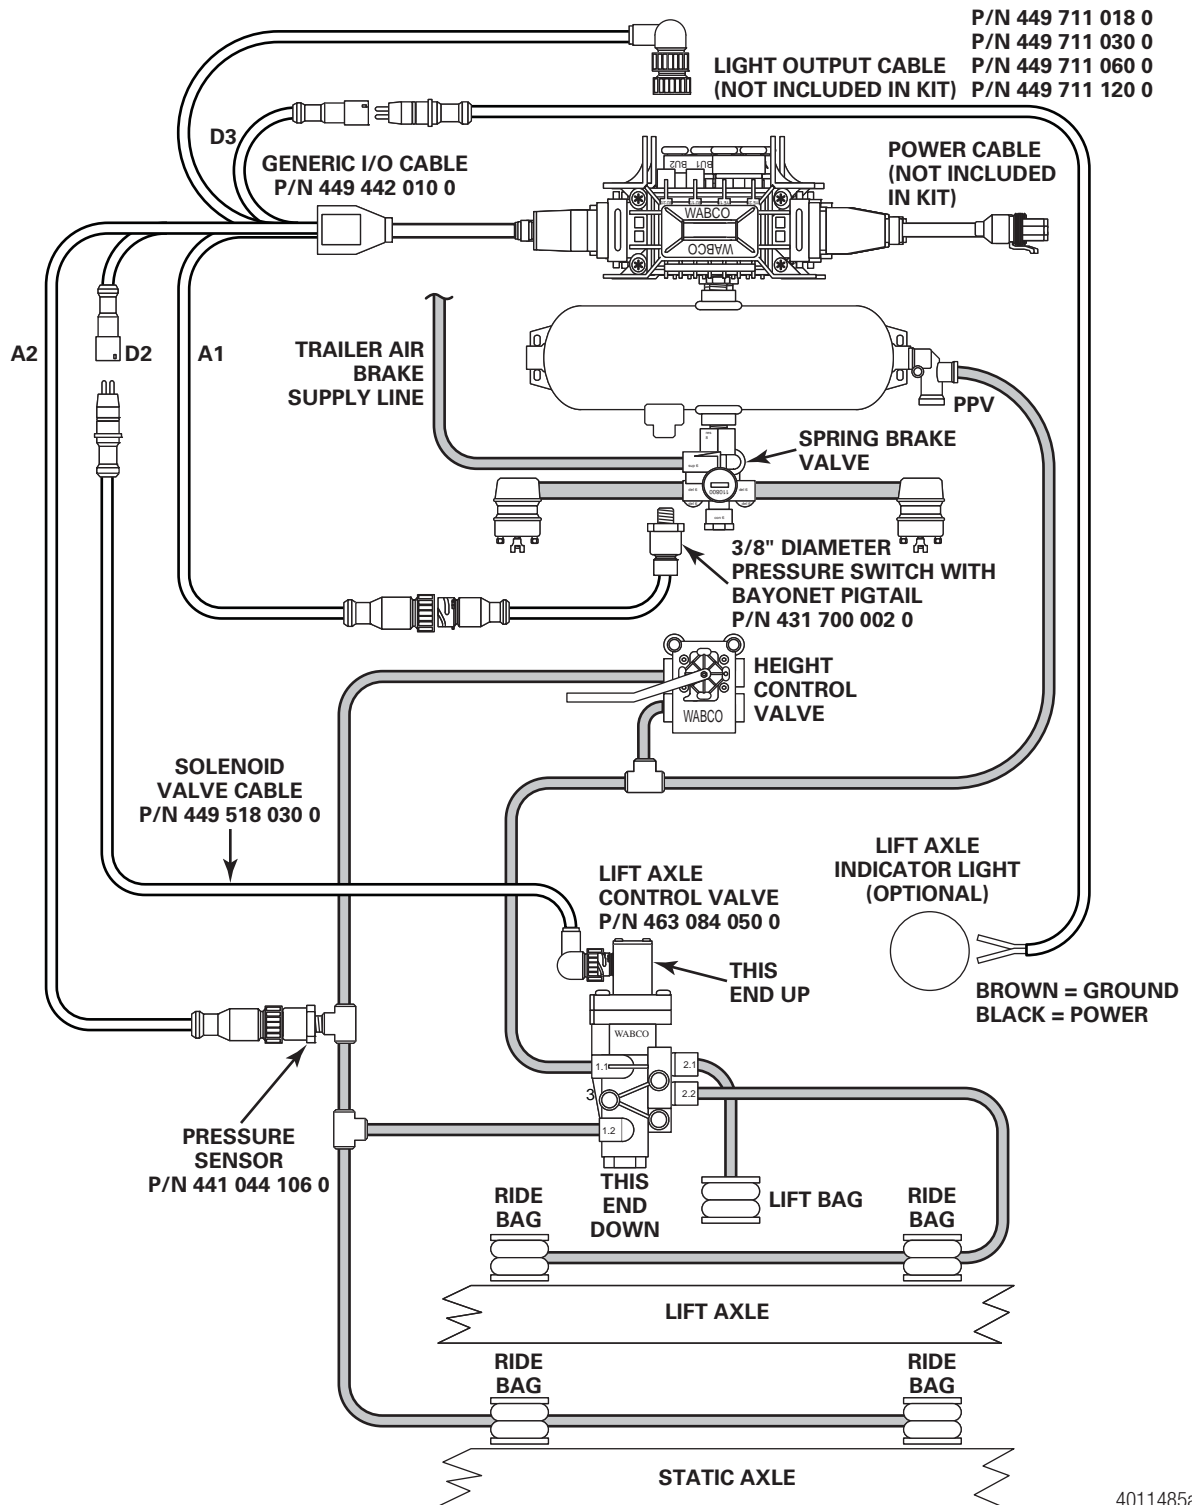 P/N 449 711 018 0
P/N 449 711 030 0
LIGHT OUTPUT CABLE P/N 449 711 060 0
(NOT INCLUDED IN KIT) P/N 449 711 120 0
D3
GENERIC I/O CABLE
P/N 449 442 010 0
POWER CABLE
(NOT INCLUDED
IN KIT)
BU2
BU1
WABCO
WABCO
A2
D2
A1
TRAILER AIR
BRAKE
SUPPLY LINE
PPV
SPRING BRAKE
VALVE
110800
3/8" DIAMETER
PRESSURE SWITCH WITH
BAYONET PIGTAIL
P/N 431 700 002 0
HEIGHT
CONTROL
VALVE
WABCO
SOLENOID
VALVE CABLE
P/N 449 518 030 0
LIFT AXLE
CONTROL VALVE
P/N 463 084 050 0
LIFT AXLE
INDICATOR LIGHT
(OPTIONAL)
THIS
END UP
BROWN = GROUND
BLACK = POWER
WABCO
1.1
2.1
2.2
3
1.2
PRESSURE
SENSOR
P/N 441 044 106 0
THIS
END
DOWN
LIFT BAG
RIDE
BAG
RIDE
BAG
LIFT AXLE
RIDE
BAG
RIDE
BAG
STATIC AXLE
4011485a